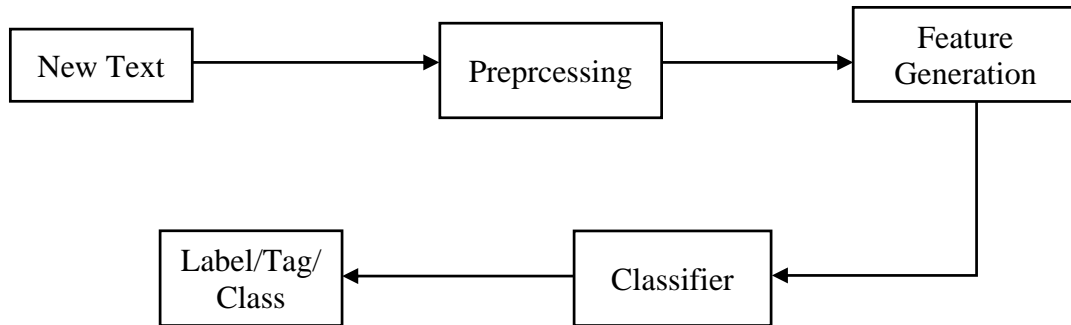 New Text
Preprcessing
Feature
Generation
Label/Tag/
Class
Classifier